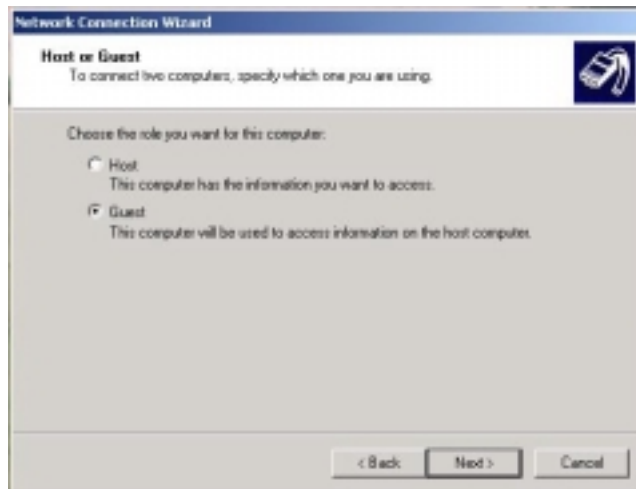 Network Connection Wizard
Host or Guest
To connect two computers, specify which one you are using.
Choose the role you want for this computer:
Host
This computer has the information you want to access.
Guest
This computer will be used to access information on the host computer.
< Back
Next >
Cancel